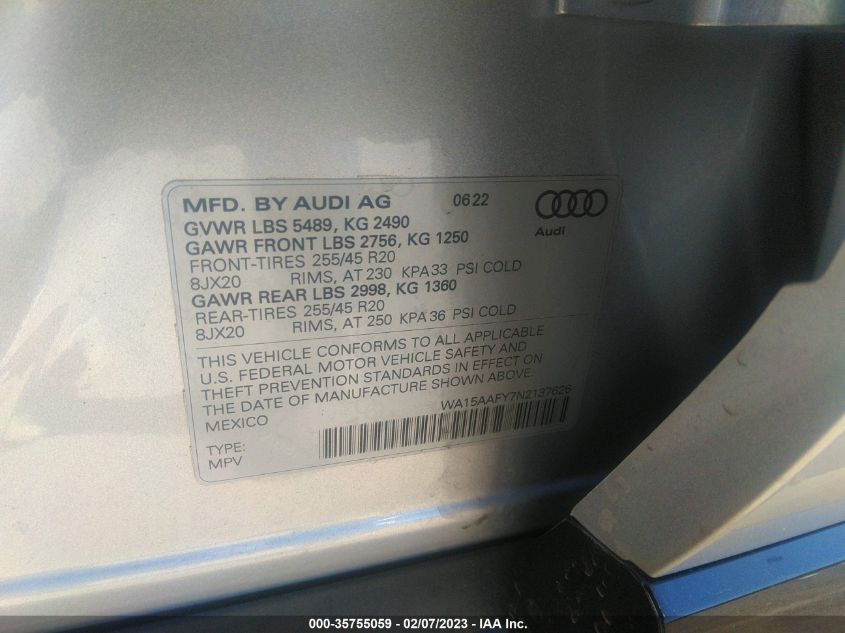 MFD. BY AUDI AG 0622
Audi
GVWR LBS 5489, KG 2490
GAWR FRONT LBS 2756, KG 1250
FRONT-TIRES 255/45 R20
8JX20 RIMS, AT 230 KPA33 PSI COLD
GAWR REAR LBS 2998, KG 1360
REAR-TIRES 255/45 R20
8JX20 RIMS, AT 250 KPA36 PSI COLD
THIS VEHICLE CONFORMS TO ALL APPLICABLE
U.S. FEDERAL MOTOR VEHICLE SAFETY AND
THEFT PREVENTION STANDARDS IN EFFECT ON
THE DATE OF MANUFACTURE SHOWN ABOVE.
MEXICO WA15AAFY7N2137626
TYPE:
MPV
000-35755059 - 02/07/2023 - © IAA Inc.